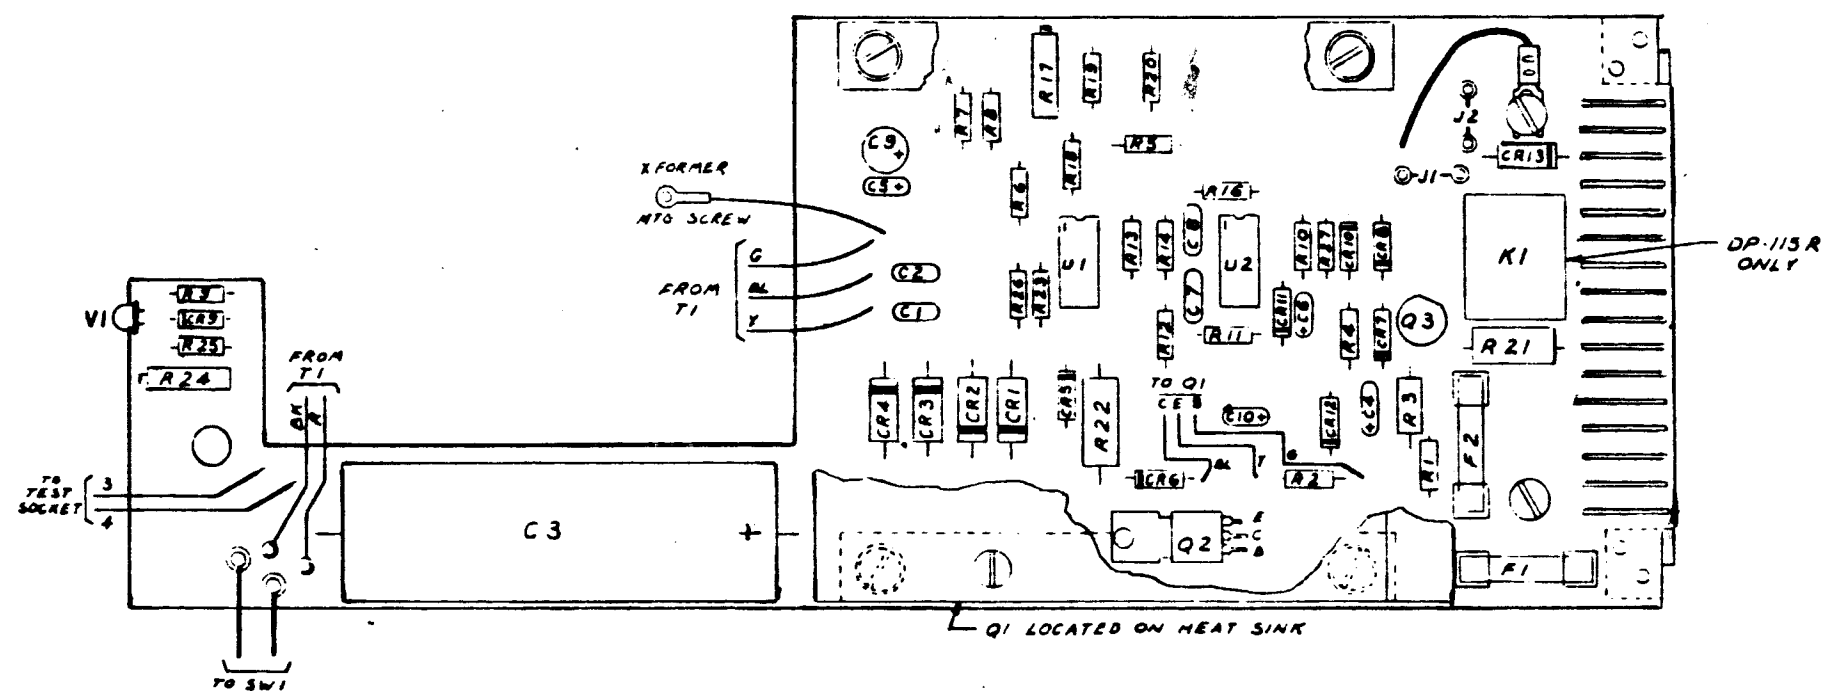 R17
R19
R20
R7
R8
C9
+
R5
R18
C5+
J2
CR13
J1
XFORMER
MTG SCREW
R6
R16
C8
K1
DP-115R
ONLY
G
BL
Y
FROM
T1
C2
C1
U1
R13
R14
U2
R10
R27
CR10
CR8
R26
R23
C7
CR11
+C6
R12
R11
R4
CR7
Q3
R21
V1
R9
CR9
R25
R24
FROM
T1
BK
R
CR4
CR3
CR2
CR1
CR5
R22
TO Q1
C E B
C10+
CR12
+C4
R3
F2
BL
Y
G
CR6
R2
R1
TO
TEST
SOCKET
3
4
C3
+
Q2
E
C
B
F1
Q1 LOCATED ON HEAT SINK
TO SW1